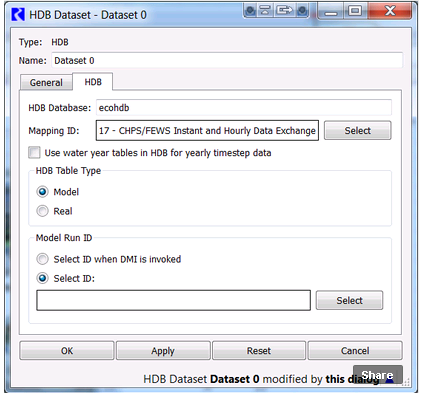 HDB Dataset - Dataset 0
Type: HDB
Name: Dataset 0
General HDB
HDB Database: ecohdb
Mapping ID: 17 - CHPS/FEWS Instant and Hourly Data Exchange Select
Use water year tables in HDB for yearly timestep data
HDB Table Type
Model
Real
Model Run ID
Select ID when DMI is invoked
Select ID:
Select
OK Apply Reset Cancel
HDB Dataset Dataset 0 modified by this dialog
Share